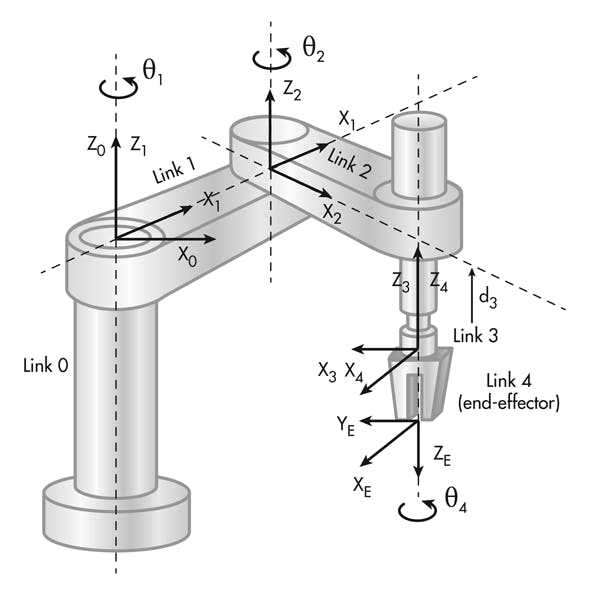 θ1
θ2
Z2
X1
Z0 Z1
Link 1
Link 2
X1
X2
X0
Z3 Z4
d3
Link 3
Link 0
X3 X4
Link 4
(end-effector)
YE
ZE
XE
θ4